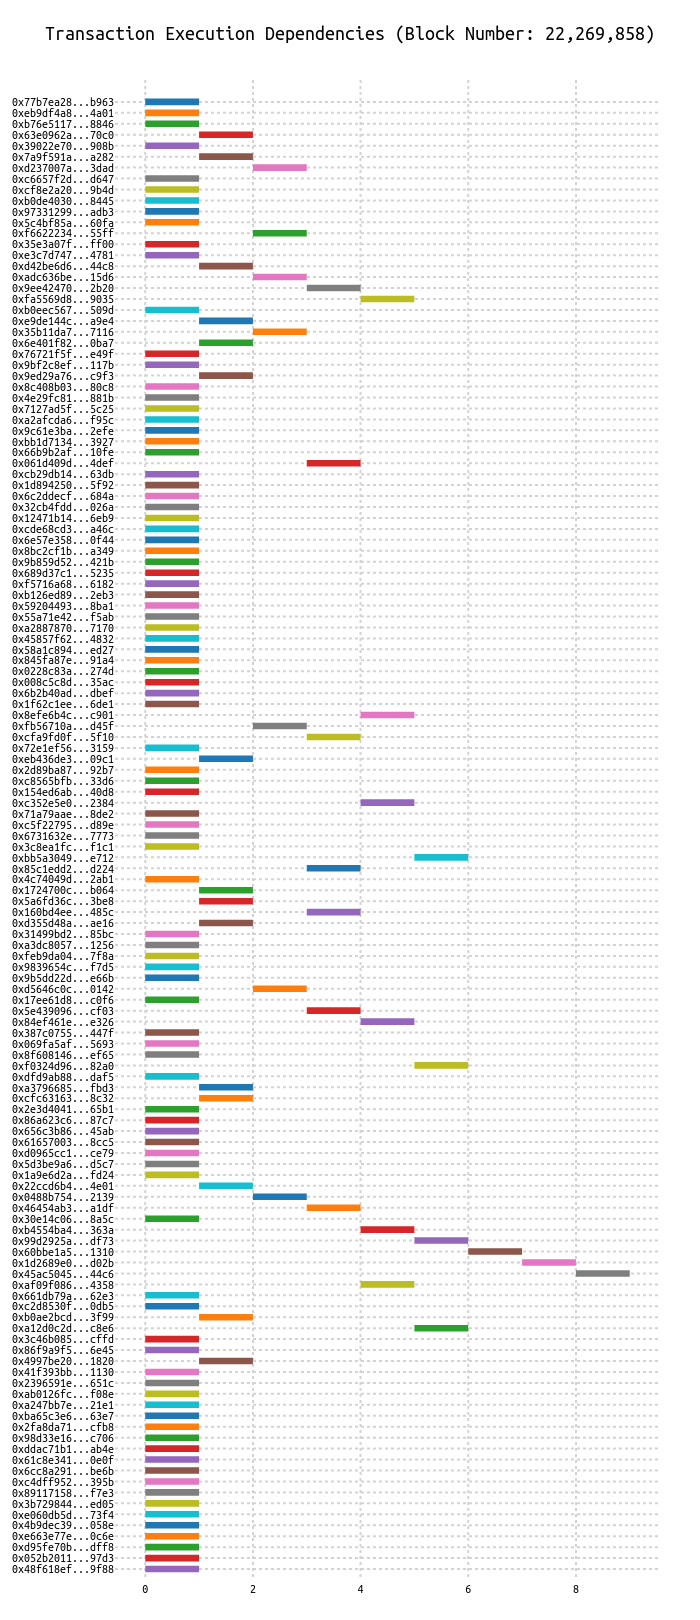 Transaction Execution Dependencies (Block Number: 22,269,858)
0x77b7ea28...b963
0xeb9df4a8...4a01
0xb76e5117...8846
0x63e0962a...70c0
0x39022e70...908b
0x7a9f591a...a282
0xd237007a...3dad
0xc6657f2d...d647
0xcf8e2a20...9b4d
0xb0de4030...8445
0x97331299...adb3
0x5c4bf85a...60fa
0xf6622234...55ff
0x35e3a07f...ff00
0xe3c7d747...4781
0xd42be6d6...44c8
0xadc636be...15d6
0x9ee42470...2b20
0xfa5569d8...9035
0xb0eec567...509d
0xe9de144c...a9e4
0x35b11da7...7116
0x6e401f82...0ba7
0x76721f5f...e49f
0x9bf2c8ef...117b
0x9ed29a76...c9f3
0x8c408b03...80c8
0x4e29fc81...881b
0x7127ad5f...5c25
0xa2afcda6...f95c
0x9c61e3ba...2efe
0xbb1d7134...3927
0x66b9b2af...10fe
0x061d409d...4def
0xcb29db14...63db
0x1d894250...5f92
0x6c2ddecf...684a
0x32cb4fdd...026a
0x12471b14...6eb9
0xcde68cd3...a46c
0x6e57e358...0f44
0x8bc2cf1b...a349
0x9b859d52...421b
0x689d37c1...5235
0xf5716a68...6182
0xb126ed89...2eb3
0x59204493...8ba1
0x55a71e42...f5ab
0xa2887870...7170
0x45857f62...4832
0x58a1c894...ed27
0x845fa87e...91a4
0x0228c83a...274d
0x008c5c8d...35ac
0x6b2b40ad...dbef
0x1f62c1ee...6de1
0x8efe6b4c...c901
0xfb56710a...d45f
0xcfa9fd0f...5f10
0x72e1ef56...3159
0xeb436de3...09c1
0x2d89ba87...92b7
0xc8565bfb...33d6
0x154ed6ab...40d8
0xc352e5e0...2384
0x71a79aae...8de2
0xc5f22795...d89e
0x6731632e...7773
0x3c8ea1fc...f1c1
0xbb5a3049...e712
0x85c1edd2...d224
0x4c74049d...2ab1
0x1724700c...b064
0x5a6fd36c...3be8
0x160bd4ee...485c
0xd355d48a...ae16
0x31499bd2...85bc
0xa3dc8057...1256
0xfeb9da04...7f8a
0x9839654c...f7d5
0x9b5dd22d...e66b
0xd5646c0c...0142
0x17ee61d8...c0f6
0x5e439096...cf03
0x84ef461e...e326
0x387c0755...447f
0x069fa5af...5693
0x8f608146...ef65
0xf0324d96...82a0
0xdfd9ab88...daf5
0xa3796685...fbd3
0xcfc63163...8c32
0x2e3d4041...65b1
0x86a623c6...87c7
0x656c3b86...45ab
0x61657003...8cc5
0xd0965cc1...ce79
0x5d3be9a6...d5c7
0x1a9e6d2a...fd24
0x22ccd6b4...4e01
0x0488b754...2139
0x46454ab3...a1df
0x30e14c06...8a5c
0xb4554ba4...363a
0x99d2925a...df73
0x60bbe1a5...1310
0x1d2689e0...d02b
0x45ac5045...44c6
0xaf09f086...4358
0x661db79a...62e3
0xc2d8530f...0db5
0xb0ae2bcd...3f99
0xa12d0c2d...c8e6
0x3c46b085...cffd
0x86f9a9f5...6e45
0x4997be20...1820
0x41f393bb...1130
0x2396591e...651c
0xab0126fc...f08e
0xa247bb7e...21e1
0xba65c3e6...63e7
0x2fa8da71...cfb8
0x98d33e16...c706
0xddac71b1...ab4e
0x61c8e341...0e0f
0x6cc8a291...be6b
0xc4dff952...395b
0x89117158...f7e3
0x3b729844...ed05
0xe060db5d...73f4
0x4b9dec39...058e
0xe663e77e...0c6e
0xd95fe70b...dff8
0x052b2011...97d3
0x48f618ef...9f88
0 2 4 6 8